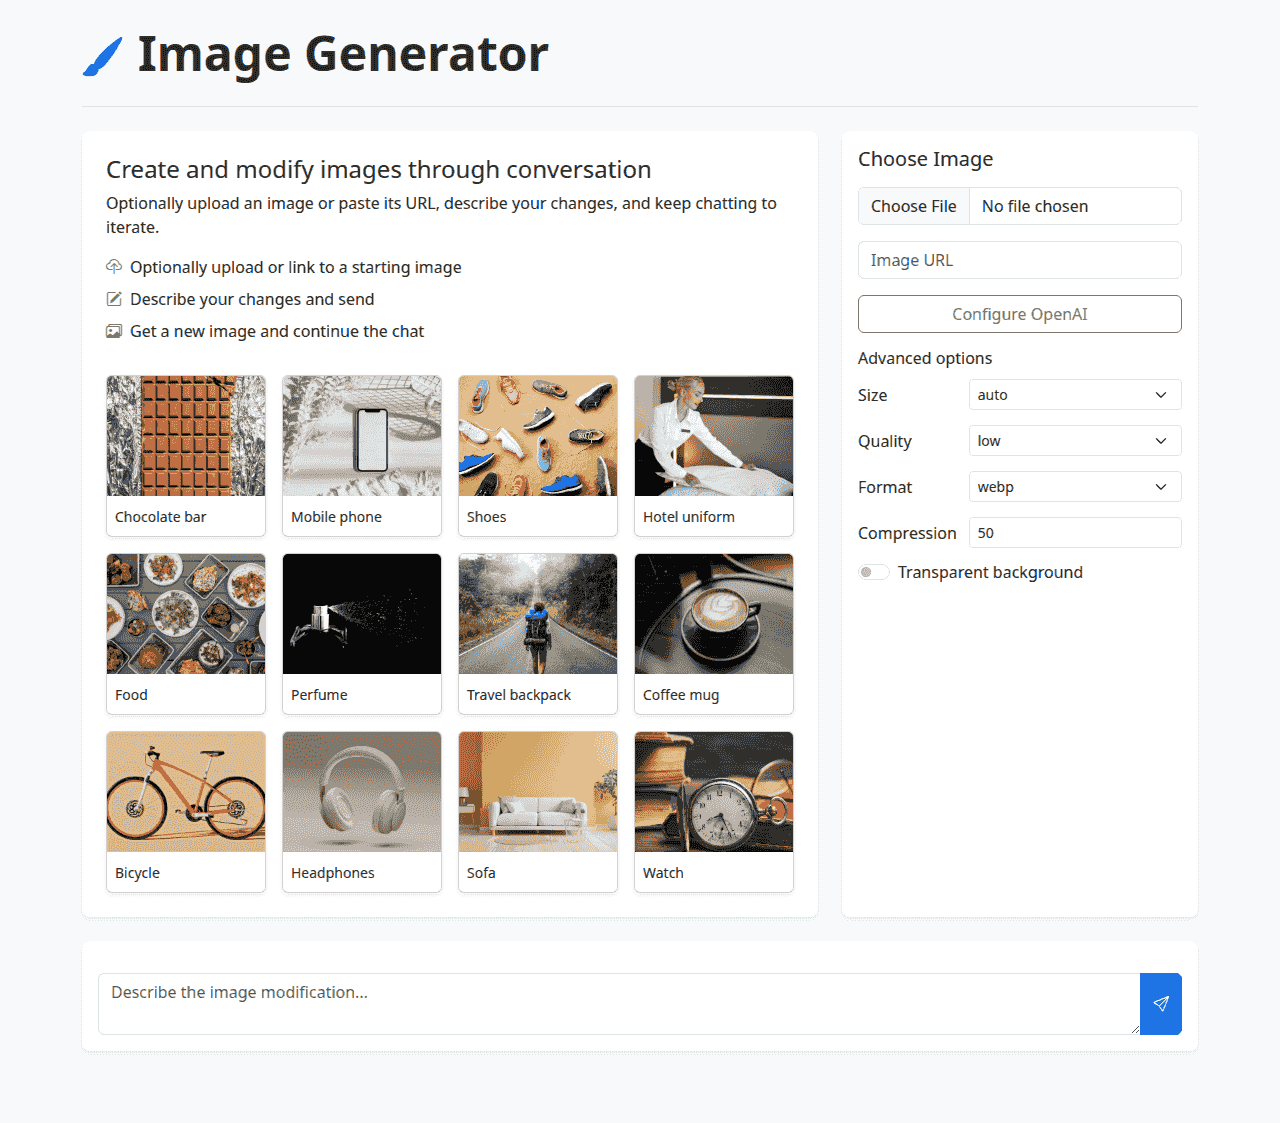 Image Generator
Create and modify images through conversation
Optionally upload an image or paste its URL, describe your changes, and keep chatting to
iterate.
Optionally upload or link to a starting image
Describe your changes and send
Get a new image and continue the chat
Chocolate bar
Mobile phone
Shoes
Hotel uniform
Food
Perfume
Travel backpack
Coffee mug
Bicycle
Headphones
Sofa
Watch
Choose Image
Choose File No file chosen
Image URL
Configure OpenAI
Advanced options
Size auto
Quality low
Format webp
Compression 50
Transparent background
Describe the image modification...